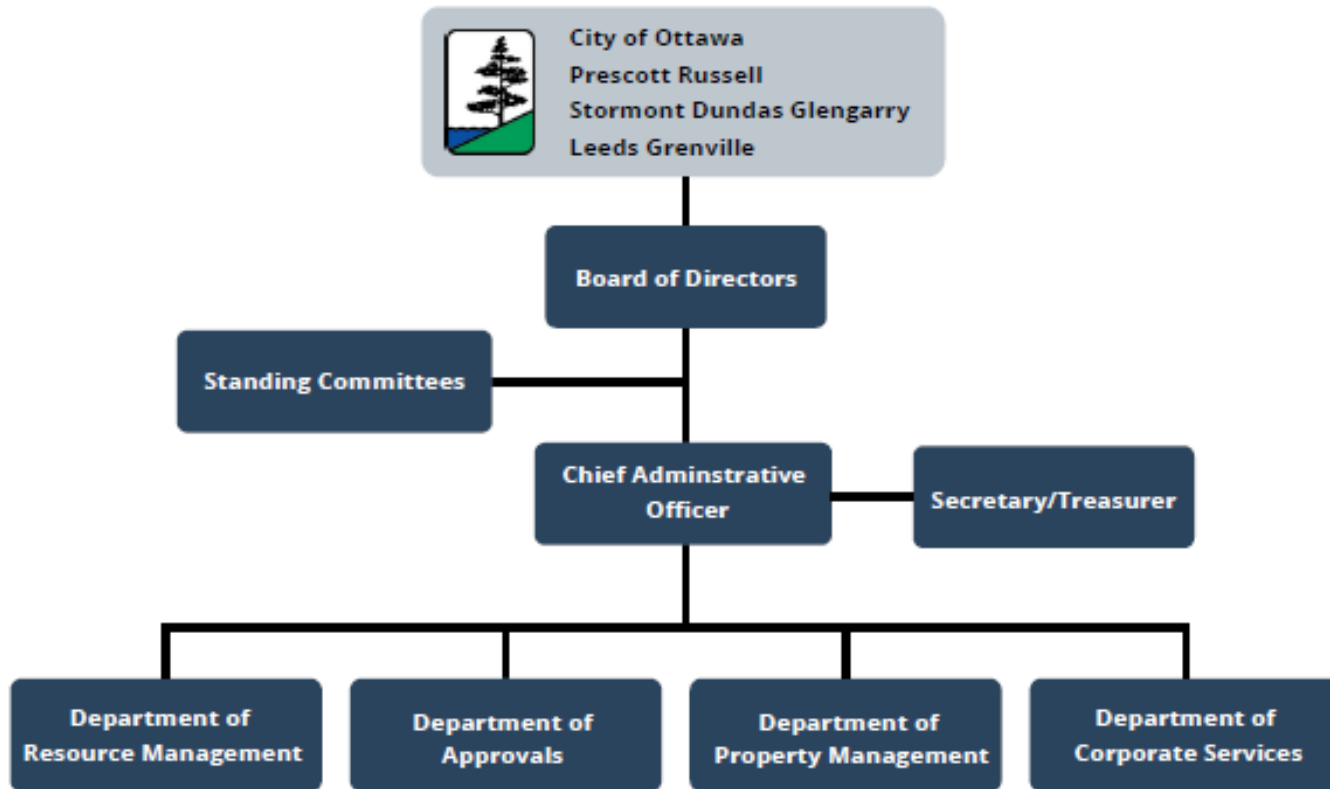 City of Ottawa
Prescott Russell
Stormont Dundas Glengarry
Leeds Grenville
Board of Directors
Standing Committees
Chief Adminstrative
Officer
Secretary/Treasurer
Department of
Resource Management
Department of
Approvals
Department of
Property Management
Department of
Corporate Services